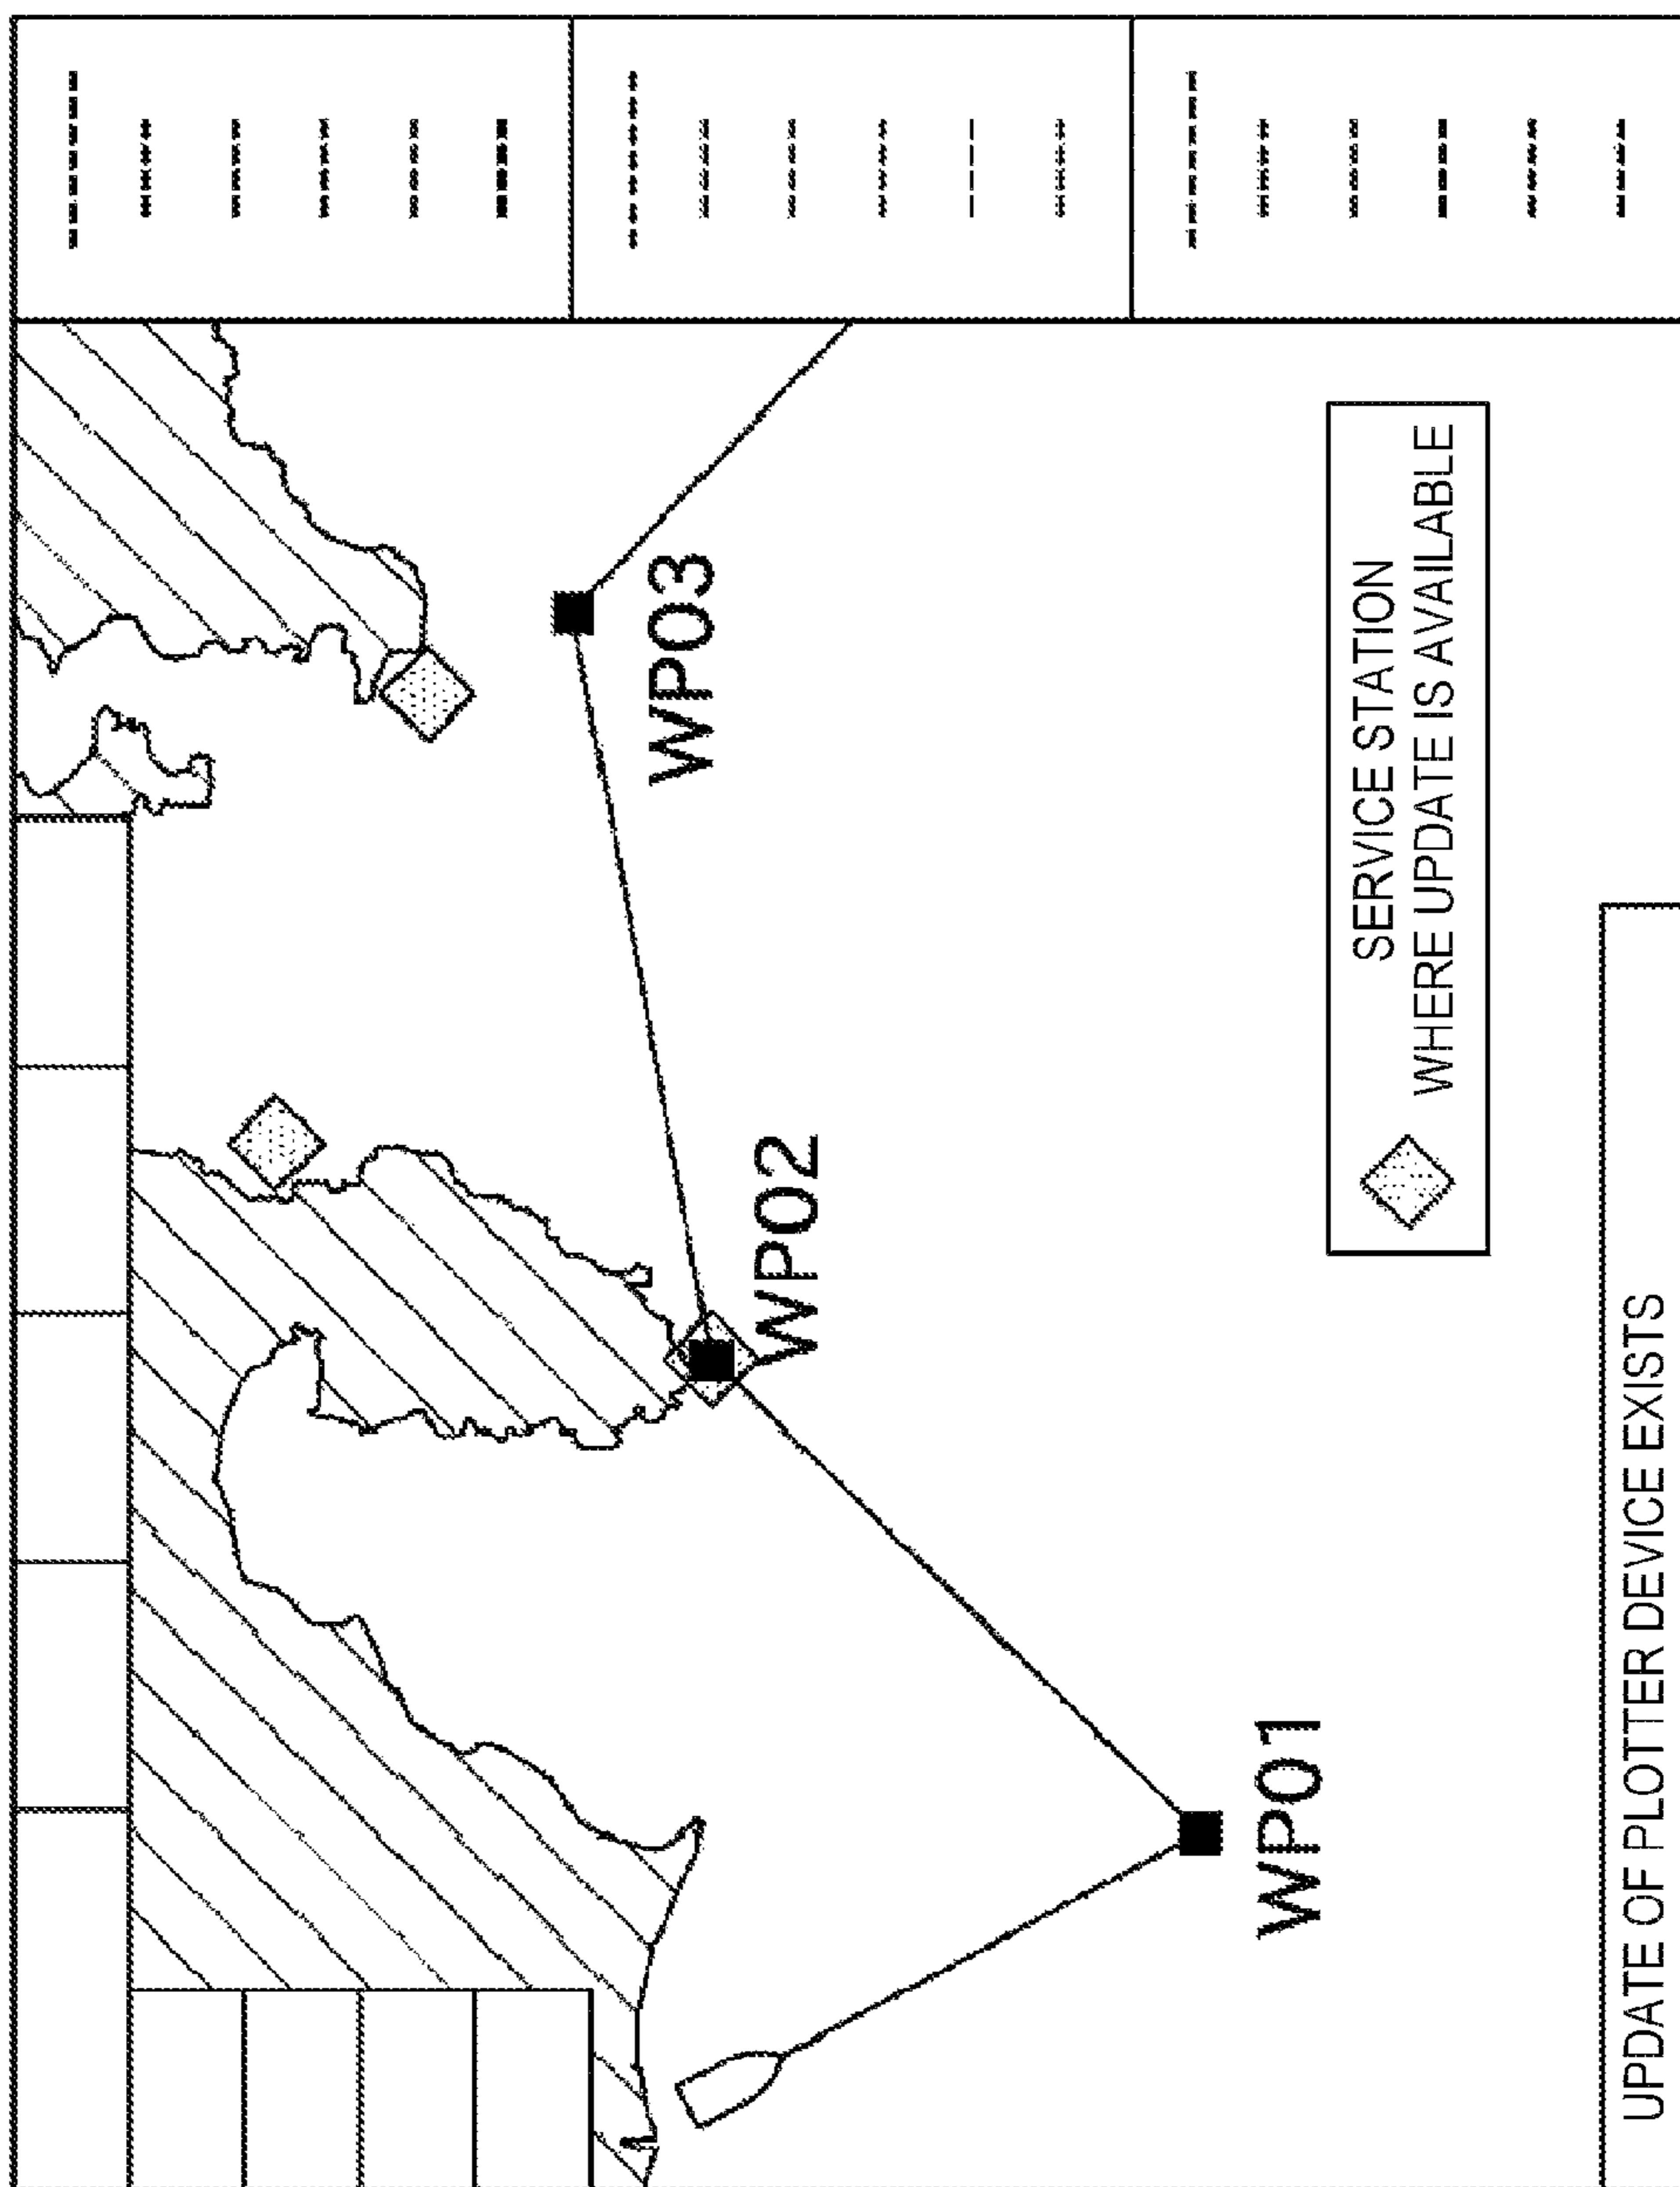 WP03
WP02
WP01
SERVICE STATION
WHERE UPDATE IS AVAILABLE
UPDATE OF PLOTTER DEVICE EXISTS